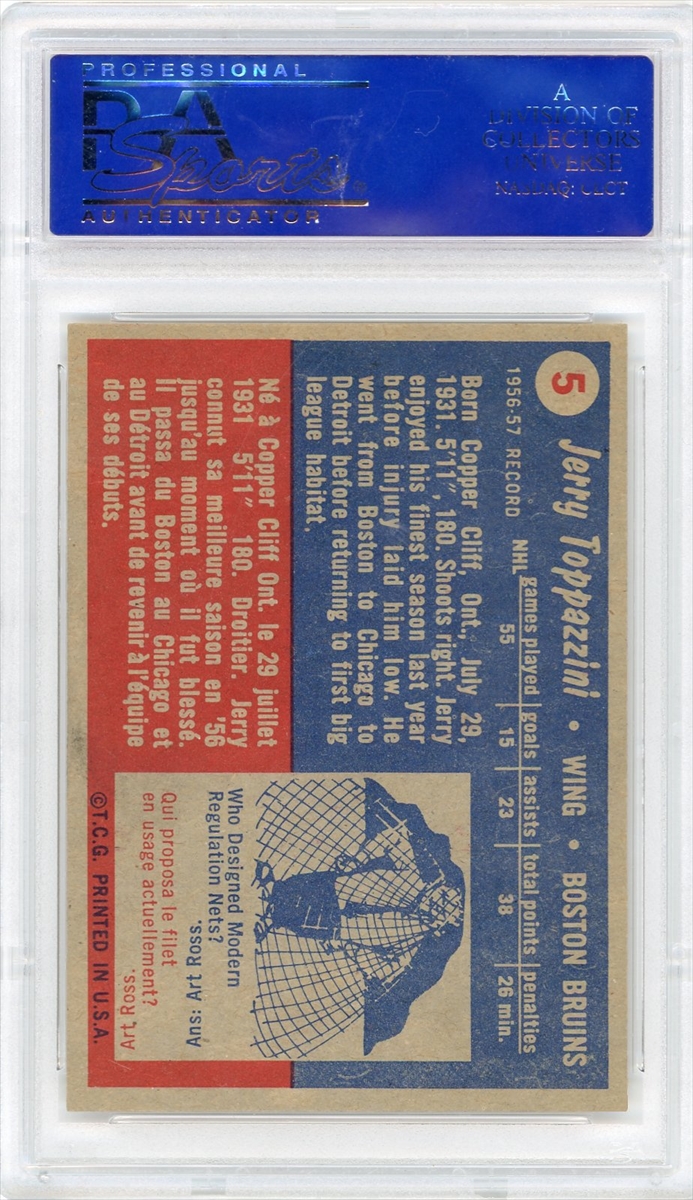 PROFESSIONAL
PSA
Sports®
AUTHENTICATOR
A
DIVISION OF
COLLECTORS
UNIVERSE
NASDAQ: CLCT
5 Jerry Toppazzini • WING • BOSTON BRUINS
1956-57 RECORD
games played goals assists total points penalties
NHL 55 15 23 38 26 min.
Born Copper Cliff, Ont., July 29,
1931. 5'11", 180. Shoots right. Jerry
enjoyed his finest season last year
before injury laid him low. He
went from Boston to Chicago to
Detroit before returning to first big
league habitat.
Né à Copper Cliff Ont. le 29 juillet
1931 5'11" 180. Droitier. Jerry
connut sa meilleure saison en '56
jusqu'au moment où il fut blessé.
Il passa du Boston au Chicago et
au Détroit avant de revenir à l'équipe
de ses débuts.
Who Designed Modern
Regulation Nets?
Ans: Art Ross.
Qui proposa le filet
en usage actuellement?
Art Ross.
©T.C.G. PRINTED IN U.S.A.